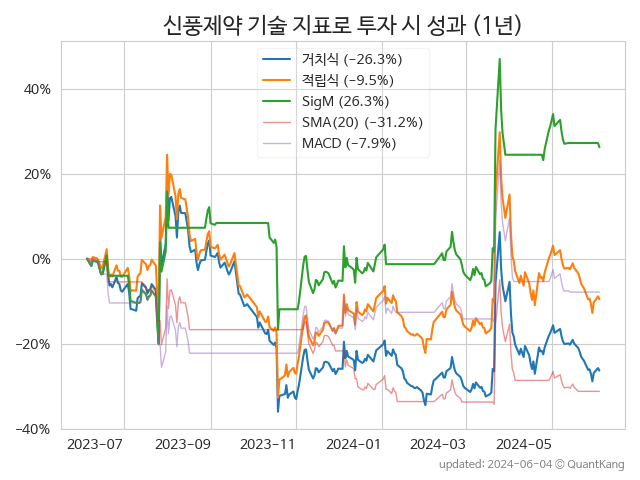 신풍제약 기술 지표로 투자 시 성과 (1년)
거치식 (−26.3%)
적립식 (−9.5%)
SigM (26.3%)
SMA(20) (−31.2%)
MACD (−7.9%)
40%
20%
0%
−20%
−40%
2023-07
2023-09
2023-11
2024-01
2024-03
2024-05
updated: 2024-06-04 © QuantKang